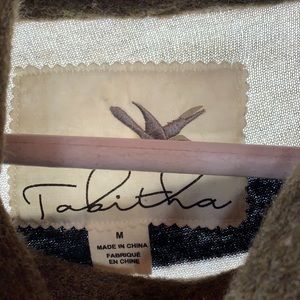 Tabitha
M
MADE IN CHINA
FABRIQUÉ
EN CHINE